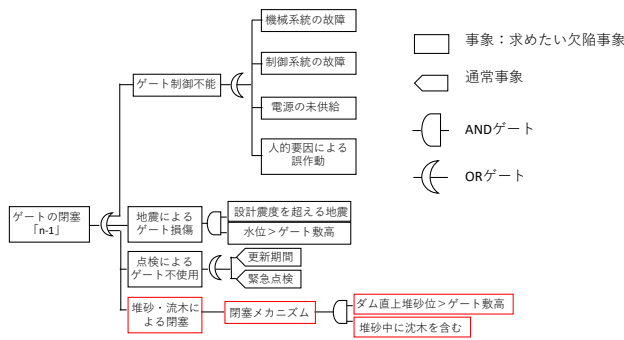 機械系統の故障
制御系統の故障
ゲート制御不能
電源の未供給
人的要因による
誤作動
ゲートの閉塞
「n-1」
地震による
ゲート損傷
設計震度を超える地震
水位>ゲート敷高
点検による
ゲート不使用
更新期間
緊急点検
堆砂・流木
による閉塞
閉塞メカニズム
ダム直上堆砂位>ゲート敷高
堆砂中に沈木を含む
事象：求めたい欠陥事象
通常事象
ANDゲート
ORゲート